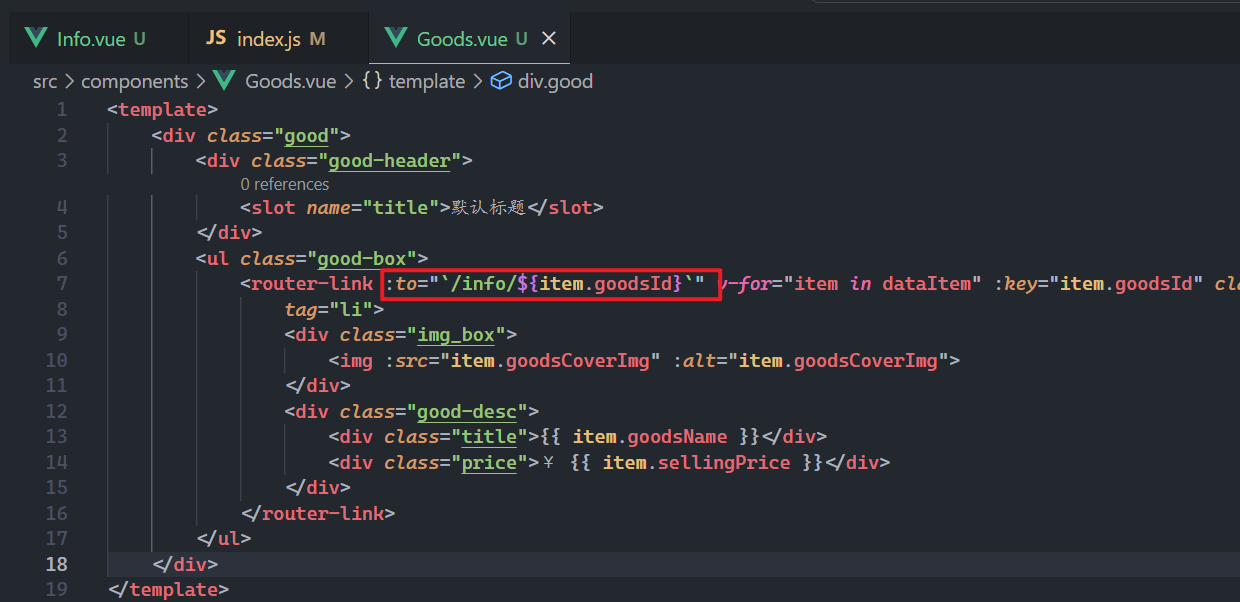 Info.vue U JS index.js M Goods.vue U
src > components > Goods.vue > {} template > div.good
1 <template>
2 <div class="good">
3 <div class="good-header">
0 references
4 <slot name="title">默认标题</slot>
5 </div>
6 <ul class="good-box">
7 <router-link :to="`/info/${item.goodsId}`" v-for="item in dataItem" :key="item.goodsId" cla
8 tag="li">
9 <div class="img_box">
10 <img :src="item.goodsCoverImg" :alt="item.goodsCoverImg">
11 </div>
12 <div class="good-desc">
13 <div class="title">{{ item.goodsName }}</div>
14 <div class="price">¥ {{ item.sellingPrice }}</div>
15 </div>
16 </router-link>
17 </ul>
18 </div>
19 </template>